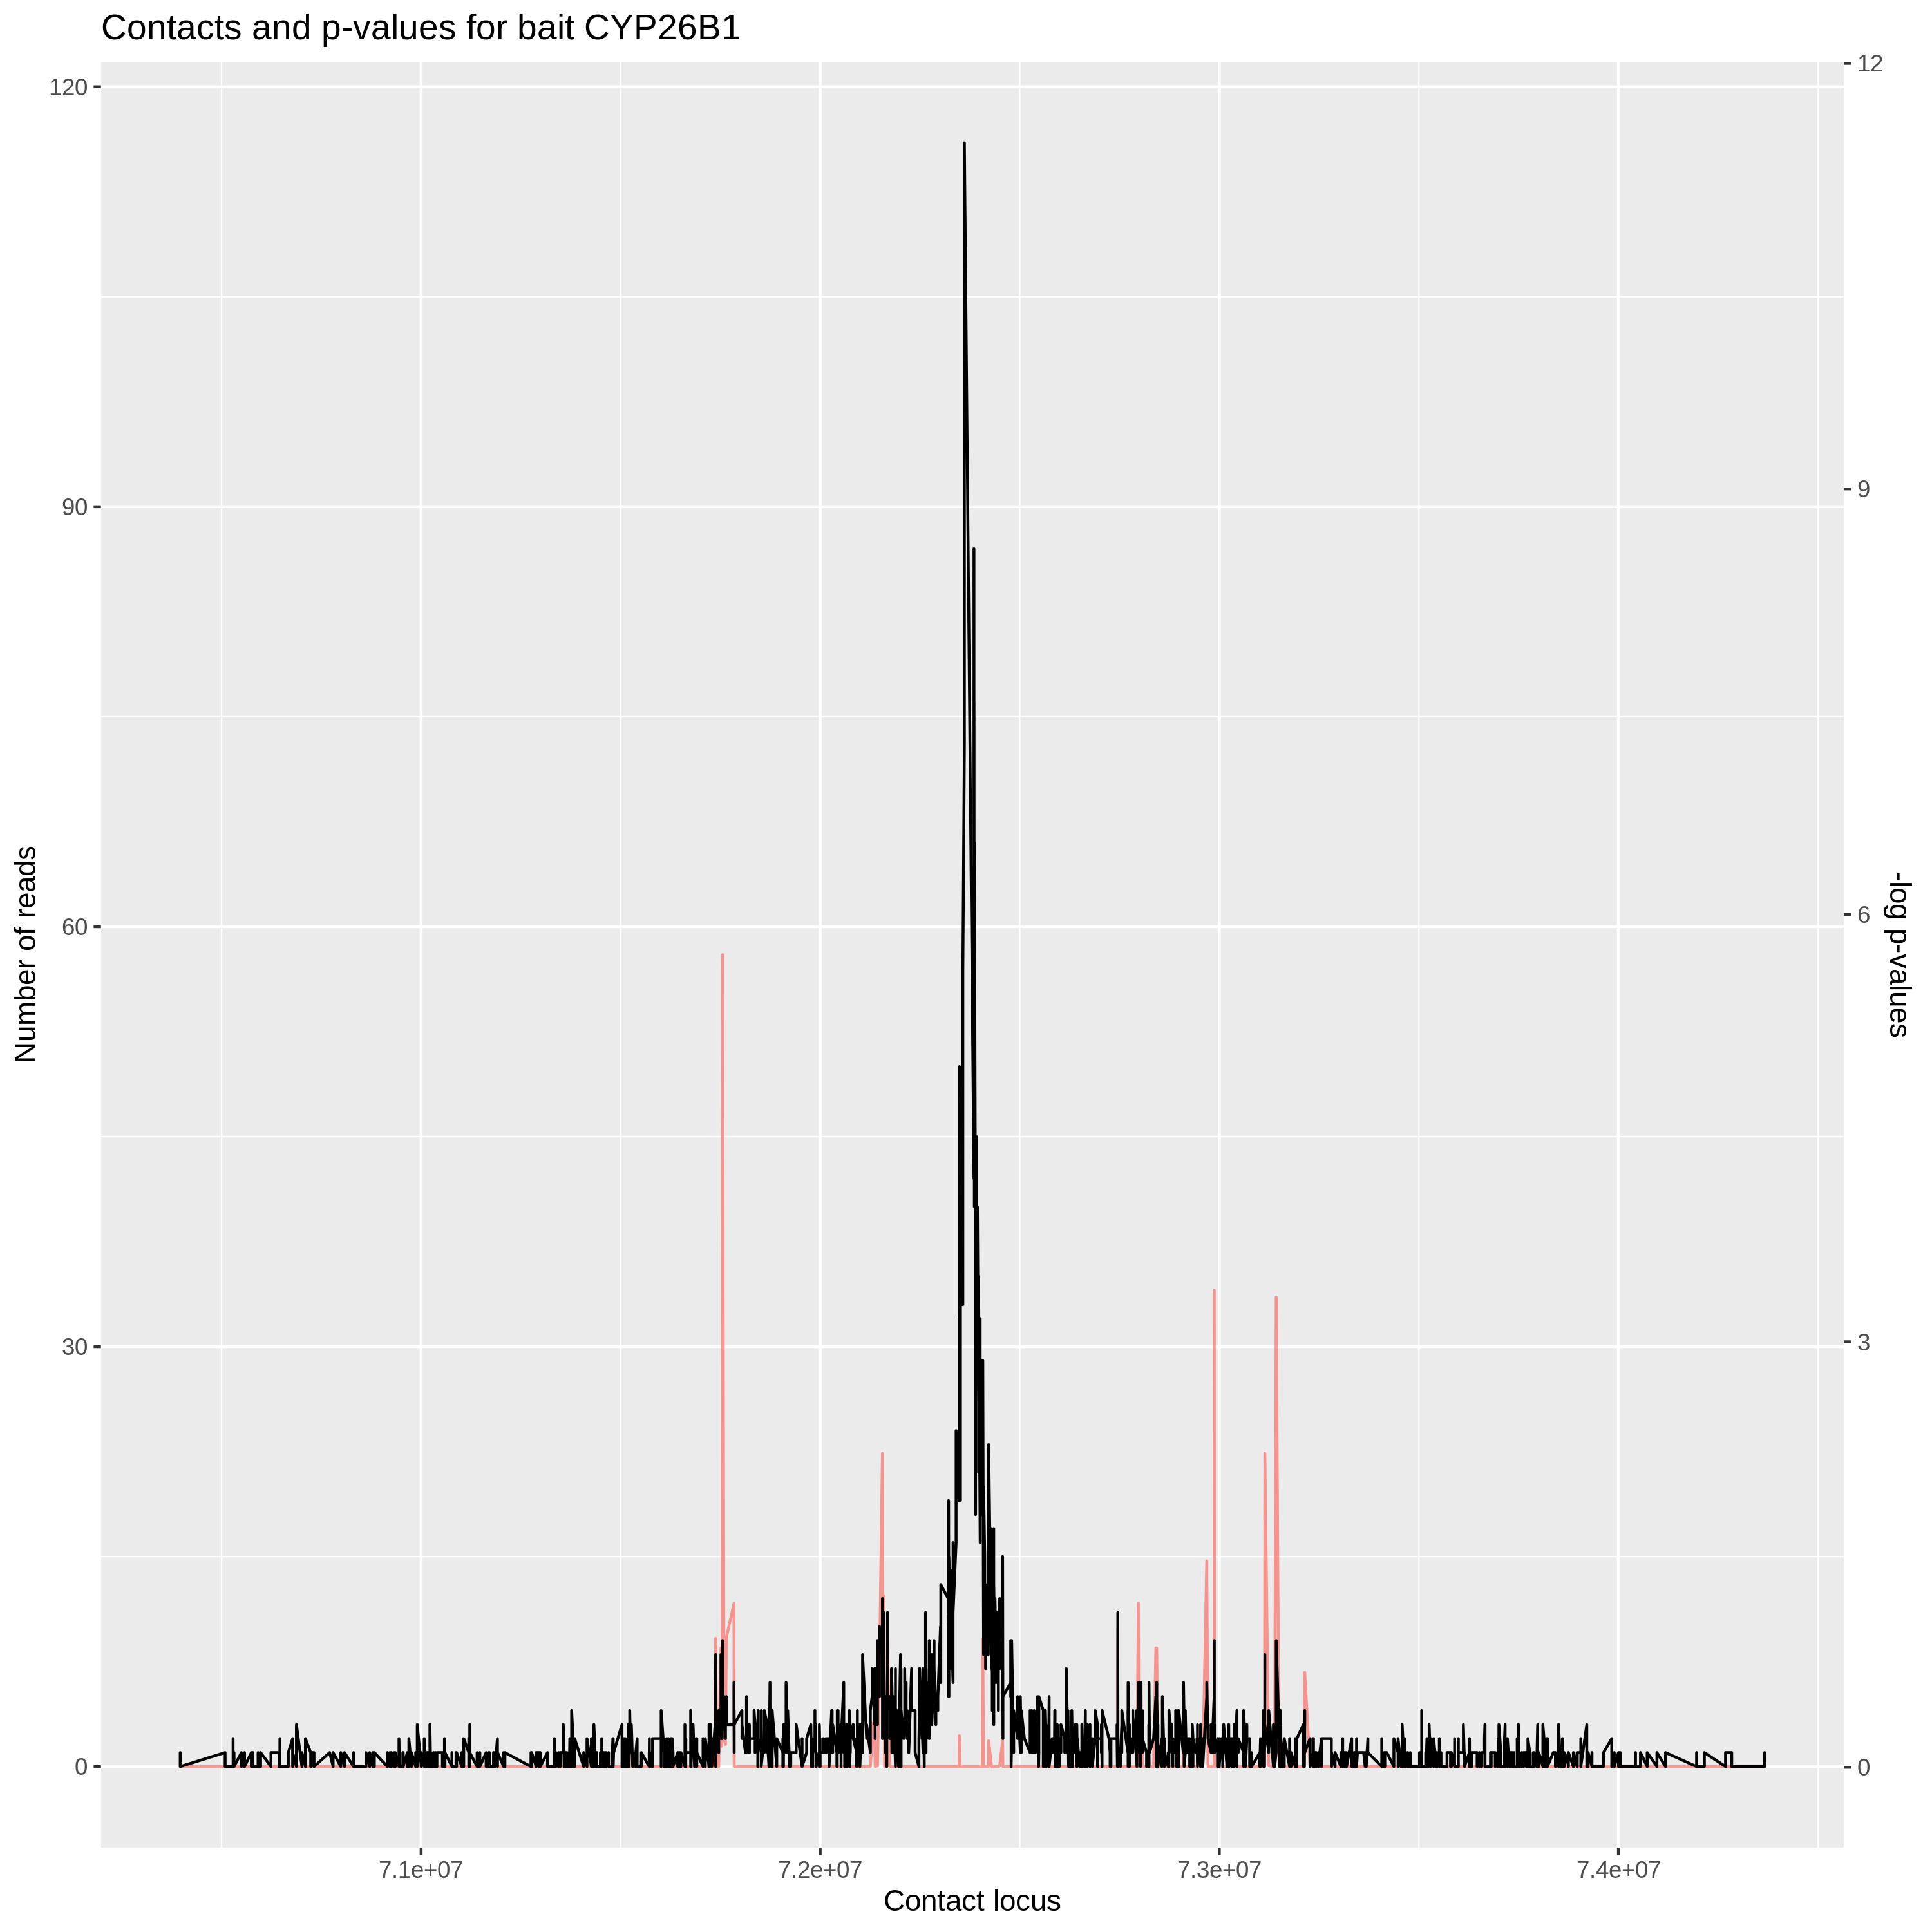 Contacts and p-values for bait CYP26B1
120
90
60
30
0
12
9
6
3
0
Number of reads
-log p-values
7.1e+07
7.2e+07
7.3e+07
7.4e+07
Contact locus